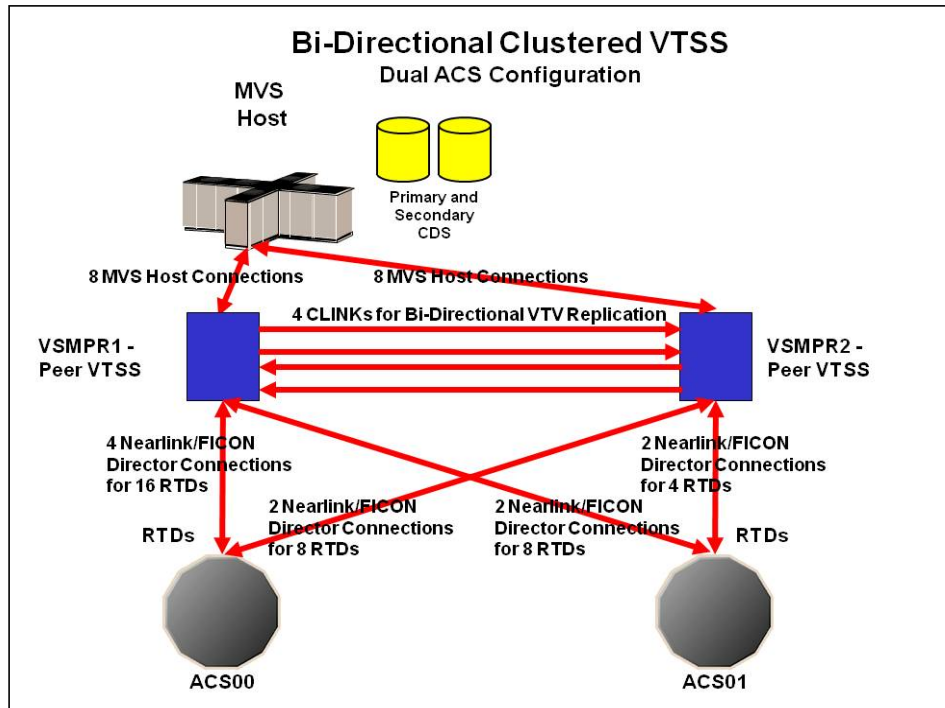 Bi-Directional Clustered VTSS
Dual ACS Configuration
MVS
Host
Primary and
Secondary
CDS
8 MVS Host Connections
8 MVS Host Connections
4 CLINKs for Bi-Directional VTV Replication
VSMPR1 -
Peer VTSS
VSMPR2 -
Peer VTSS
4 Nearlink/FICON
Director Connections
for 16 RTDs
2 Nearlink/FICON
Director Connections
for 4 RTDs
2 Nearlink/FICON
Director Connections
for 8 RTDs
2 Nearlink/FICON
Director Connections
for 8 RTDs
RTDs
RTDs
ACS00
ACS01